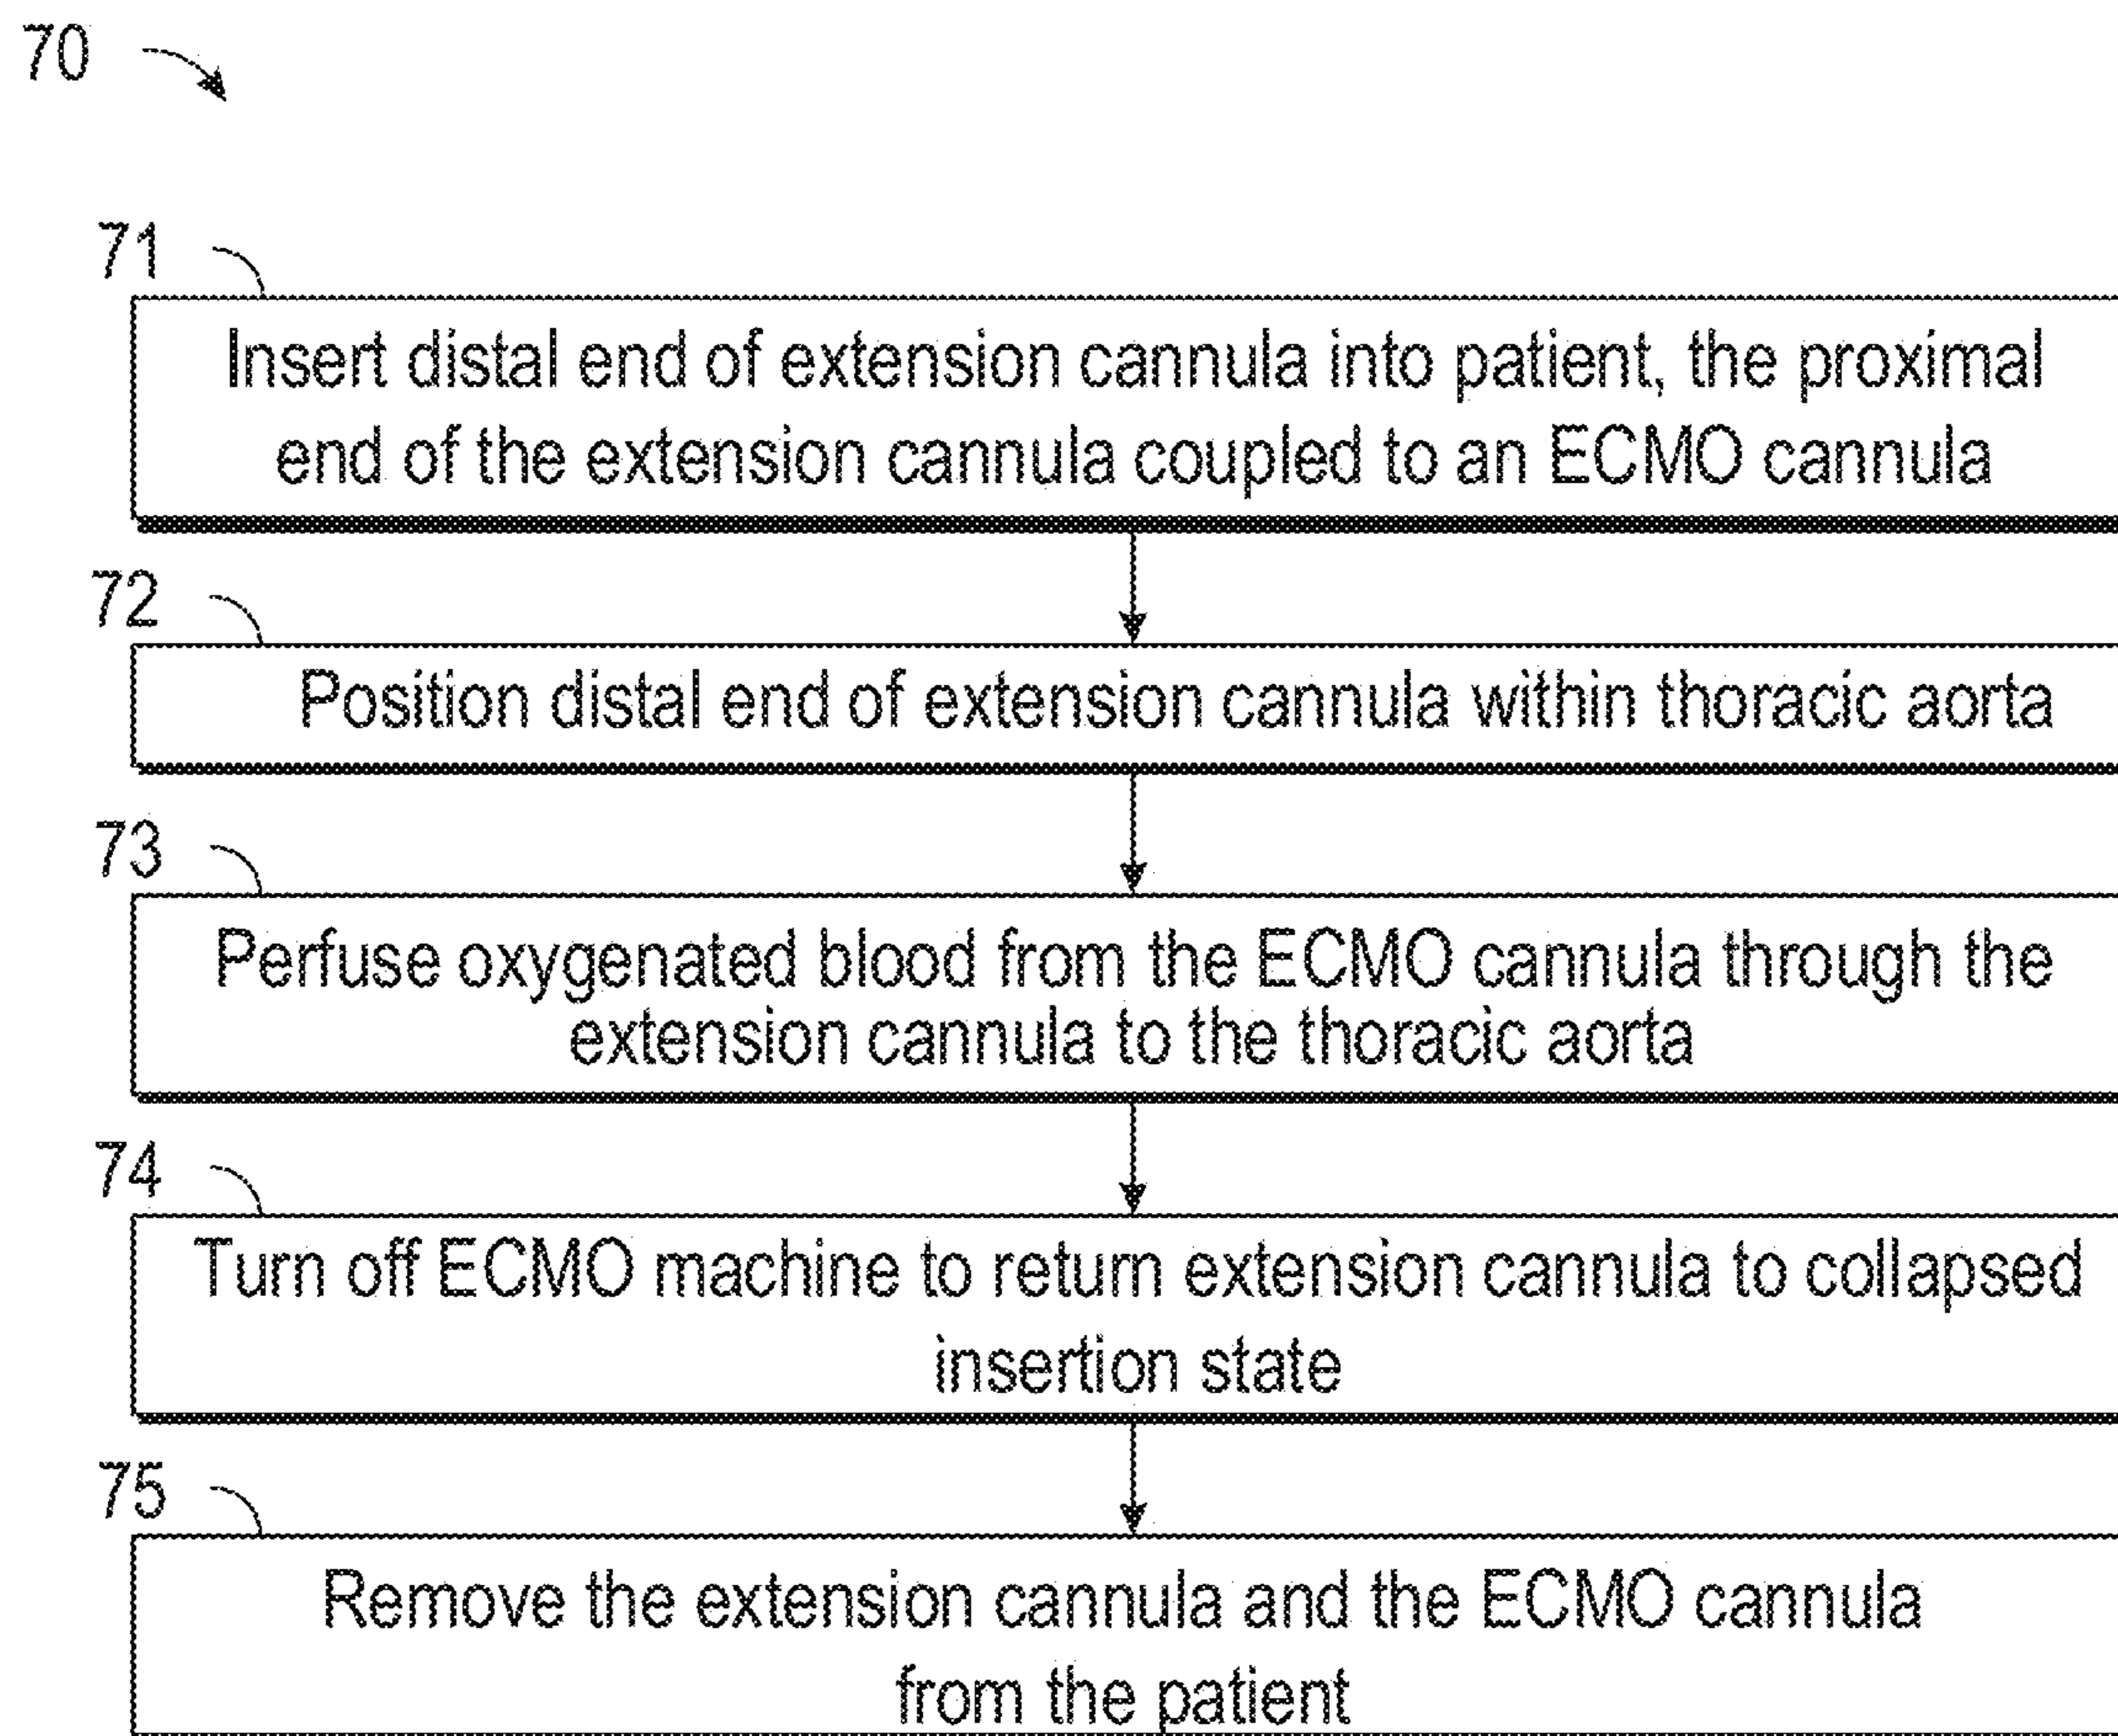 70
71
Insert distal end of extension cannula into patient, the proximal
end of the extension cannula coupled to an ECMO cannula
72
Position distal end of extension cannula within thoracic aorta
73
Perfuse oxygenated blood from the ECMO cannula through the
extension cannula to the thoracic aorta
74
Turn off ECMO machine to return extension cannula to collapsed
insertion state
75
Remove the extension cannula and the ECMO cannula
from the patient